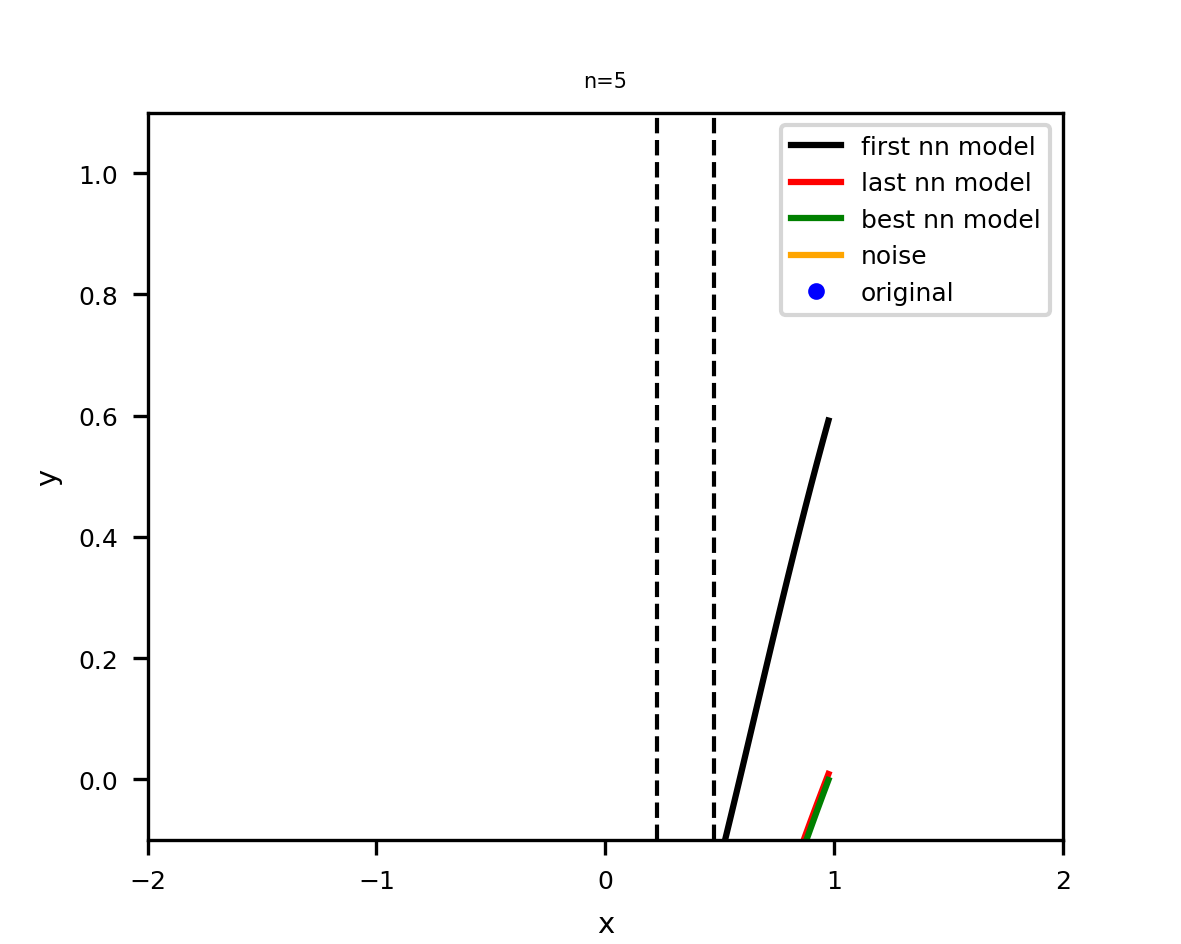 n=5
first nn model
last nn model
best nn model
noise
original
1.0
0.8
0.6
0.4
0.2
0.0
y
−2 −1 0 1 2
x